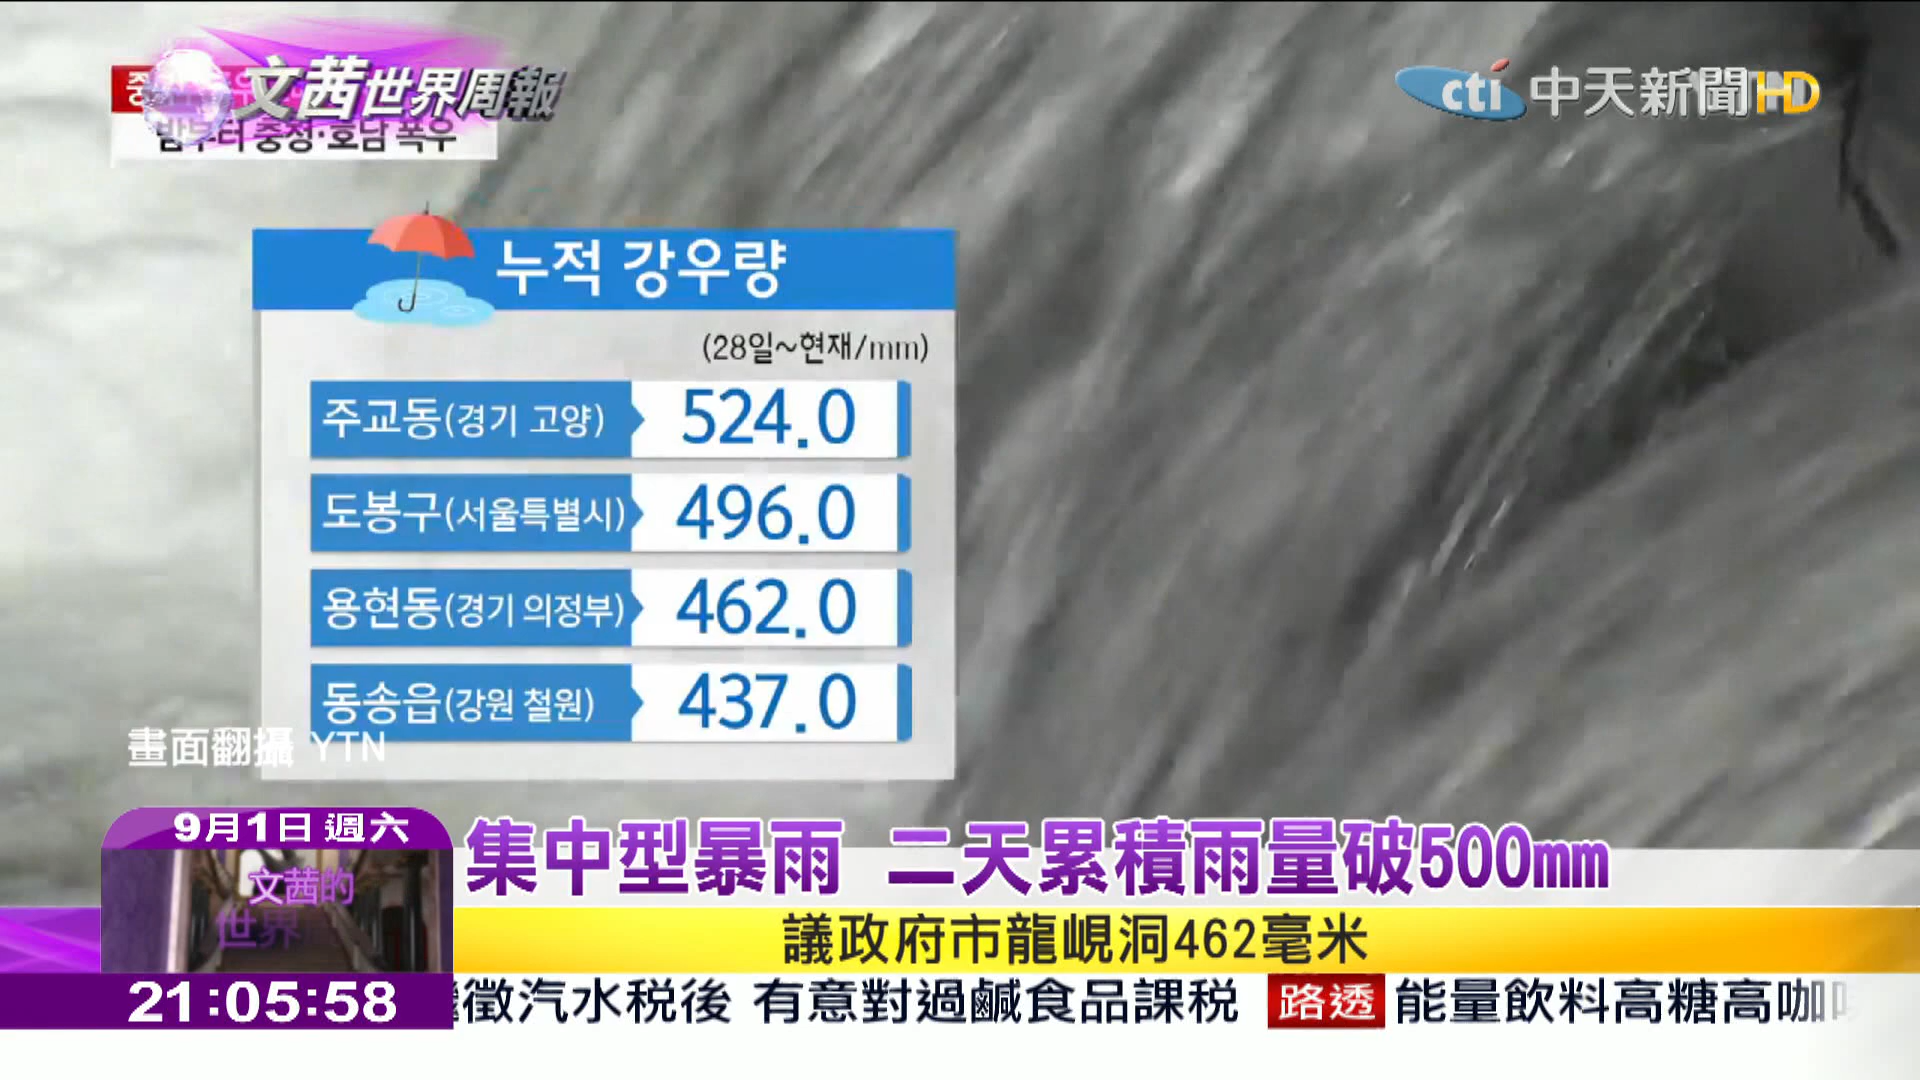 文茜世界周報
cti 中天新聞HD
밤부터 충청·호남 폭우
누적 강우량
(28일~현재/mm)
주교동(경기 고양) 524.0
도봉구(서울특별시) 496.0
용현동(경기 의정부) 462.0
동송읍(강원 철원) 437.0
畫面翻攝 YTN
9月1日 週六
文茜的
世界
集中型暴雨 二天累積雨量破500mm
議政府市龍峴洞462毫米
21:05:58
徵汽水稅後 有意對過鹹食品課稅 路透 能量飲料高糖高咖